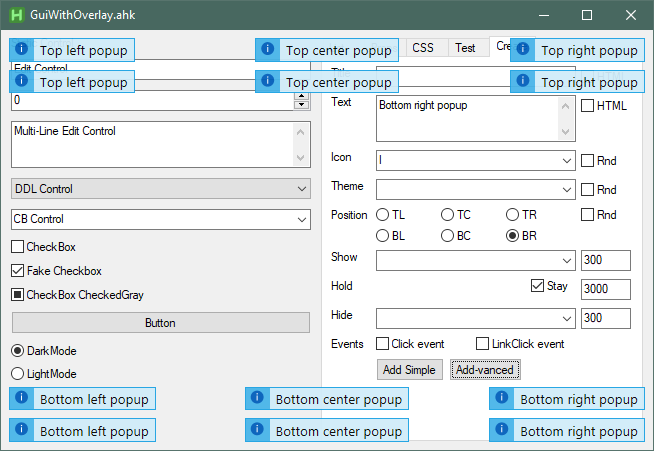 GuiWithOverlay.ahk
Top left popup
Top center popup
Top right popup
CSS
Test
Edit Control
Top left popup
Top center popup
Top right popup
0
Text
Bottom right popup
HTML
Multi-Line Edit Control
Icon
I
Rnd
DDL Control
Theme
Rnd
CB Control
Position
TL
TC
TR
Rnd
BL
BC
BR
CheckBox
Show
300
Fake Checkbox
Hold
Stay
3000
CheckBox CheckedGray
Hide
300
Button
Events
Click event
LinkClick event
DarkMode
Add Simple
Add-vanced
LightMode
Bottom left popup
Bottom center popup
Bottom right popup
Bottom left popup
Bottom center popup
Bottom right popup